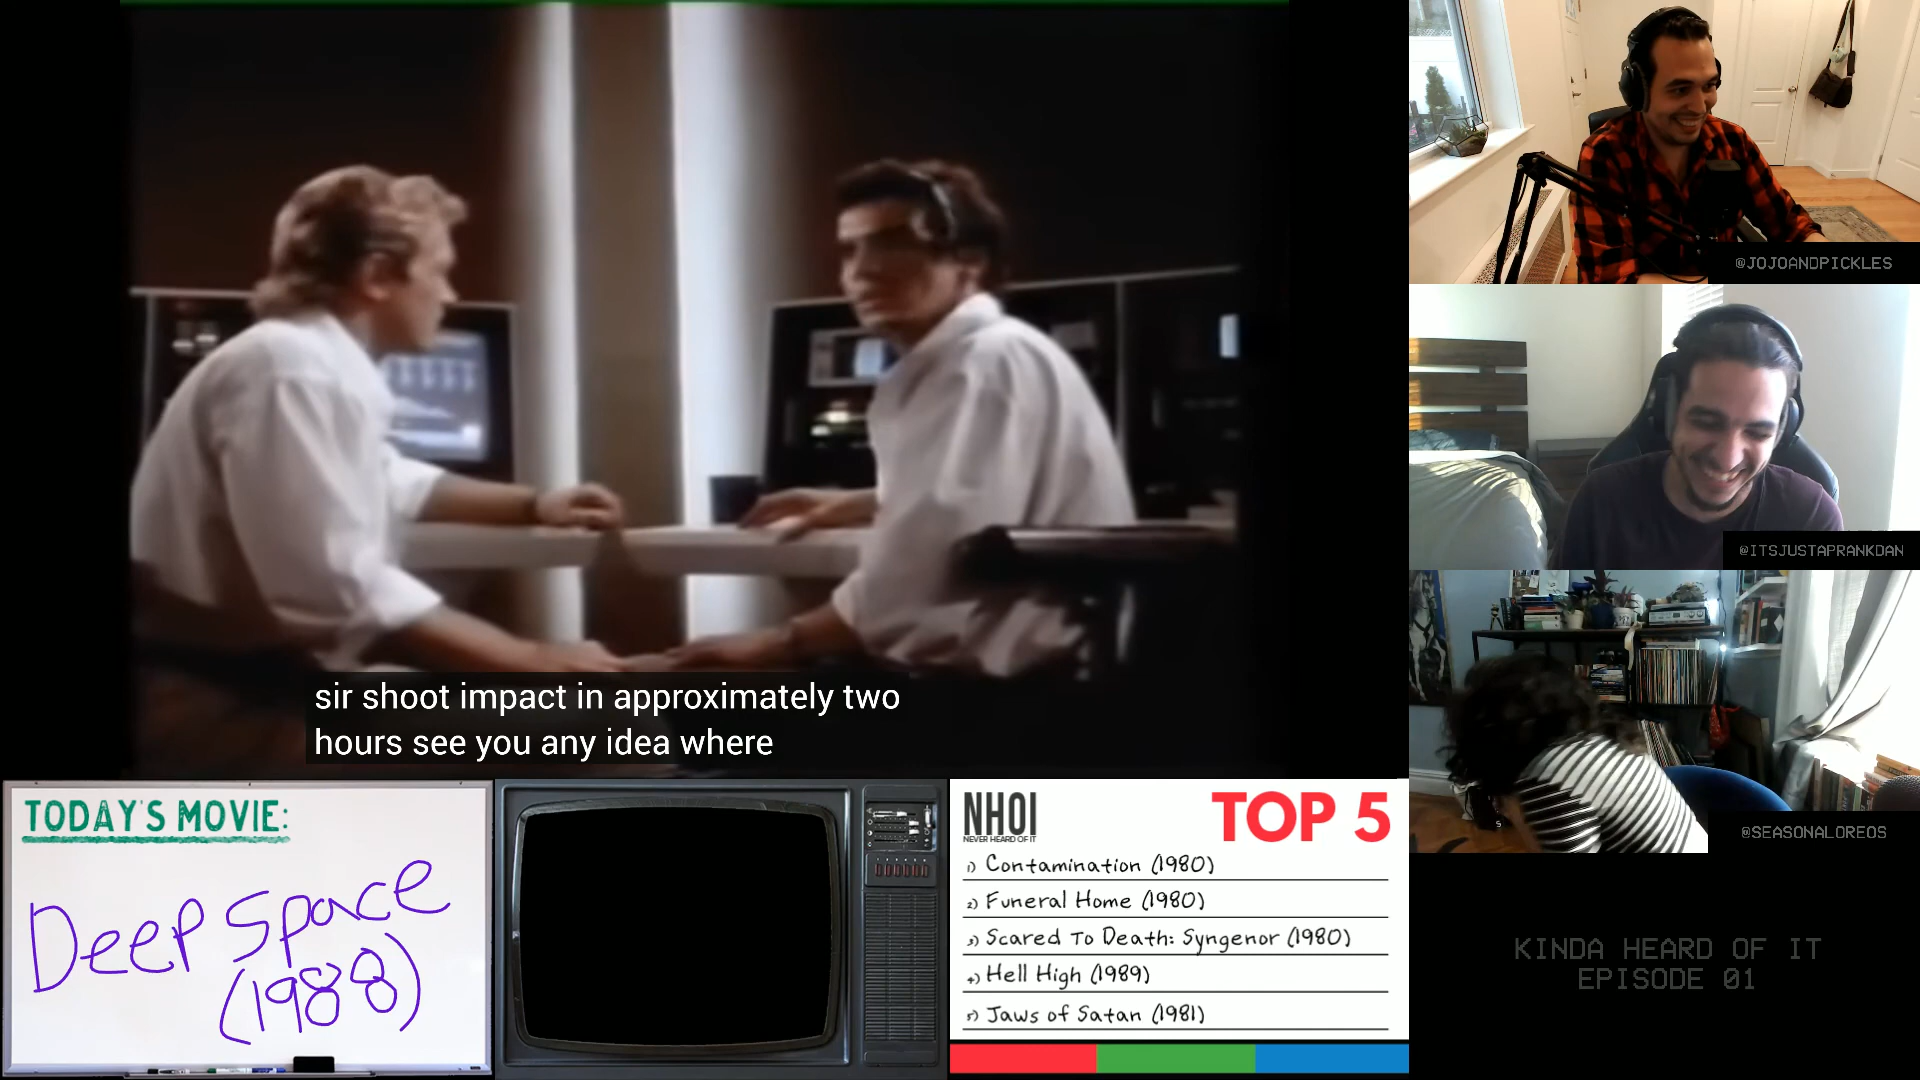 sir shoot impact in approximately two
hours see you any idea where
TODAY'S MOVIE:
Deep Space
(1988)
NHOI
NEVER HEARD OF IT
TOP 5
1) Contamination (1980)
2) Funeral Home (1980)
3) Scared To Death: Syngenor (1980)
4) Hell High (1989)
5) Jaws of Satan (1981)
@JOJOANDPICKLES
@ITSJUSTAPRANKDAN
@SEASONALOREOS
KINDA HEARD OF IT
EPISODE 01